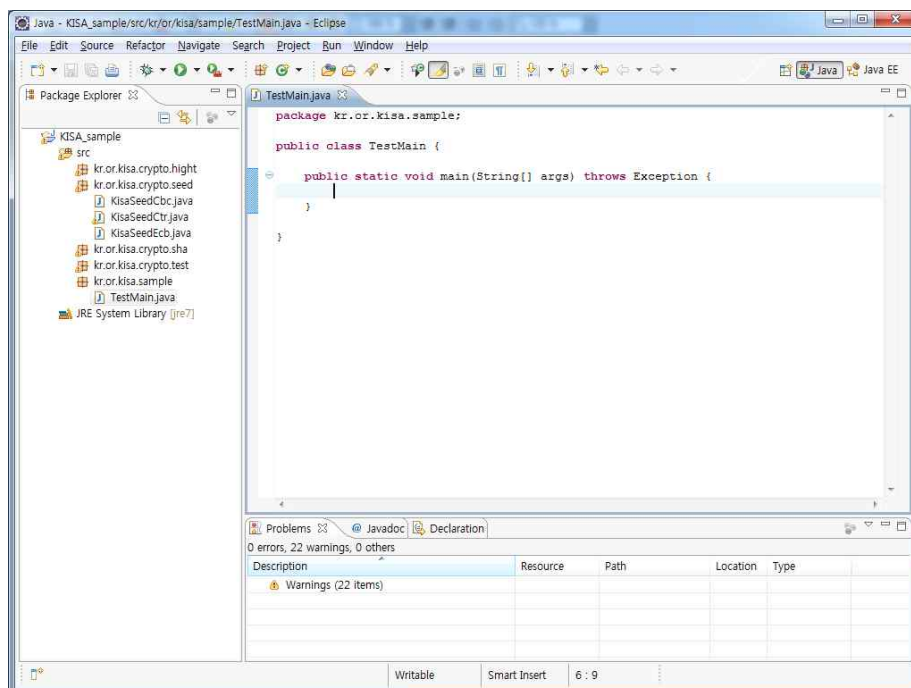 Java - KISA_sample/src/kr/or/kisa/sample/TestMain.java - Eclipse
File Edit Source Refactor Navigate Search Project Run Window Help
Java Java EE
Package Explorer
KISA_sample
src
kr.or.kisa.crypto.hight
kr.or.kisa.crypto.seed
KisaSeedCbc.java
KisaSeedCtr.java
KisaSeedEcb.java
kr.or.kisa.crypto.sha
kr.or.kisa.crypto.test
kr.or.kisa.sample
TestMain.java
JRE System Library [jre7]
TestMain.java
package kr.or.kisa.sample;
public class TestMain {
public static void main(String[] args) throws Exception {
}
}
Problems @ Javadoc Declaration
0 errors, 22 warnings, 0 others
Description Resource Path Location Type
Warnings (22 items)
Writable Smart Insert 6 : 9